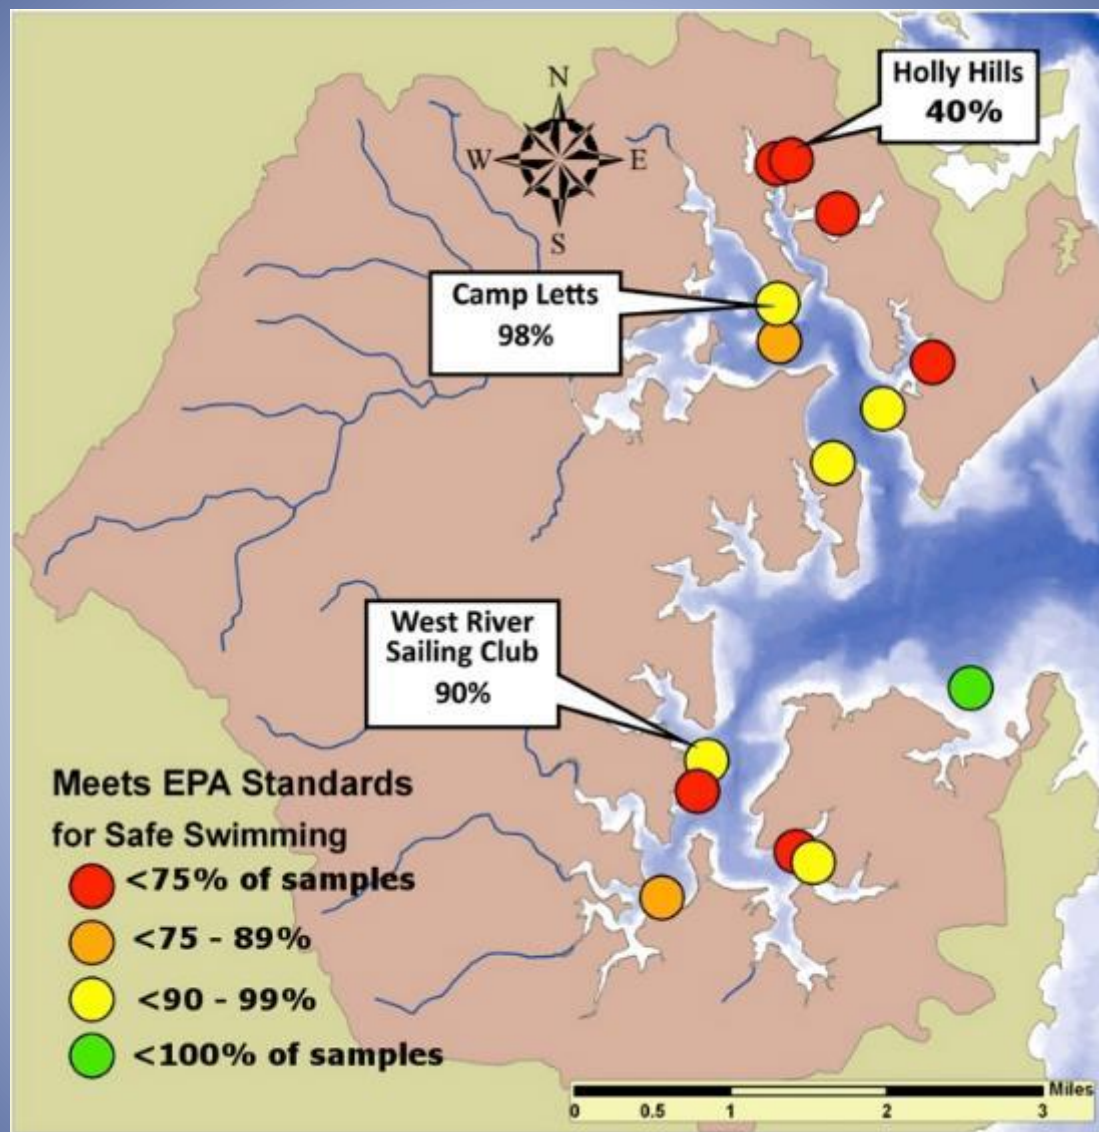 N
W
E
S
Holly Hills
40%
Camp Letts
98%
West River
Sailing Club
90%
Meets EPA Standards
for Safe Swimming
<75% of samples
<75 - 89%
<90 - 99%
<100% of samples
Miles
0 0.5 1 2 3